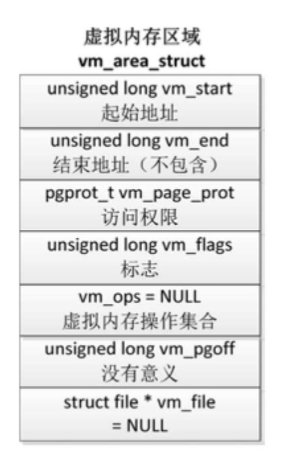 虚拟内存区域
vm_area_struct
unsigned long vm_start
起始地址
unsigned long vm_end
结束地址（不包含）
pgprot_t vm_page_prot
访问权限
unsigned long vm_flags
标志
vm_ops = NULL
虚拟内存操作集合
unsigned long vm_pgoff
没有意义
struct file * vm_file
= NULL